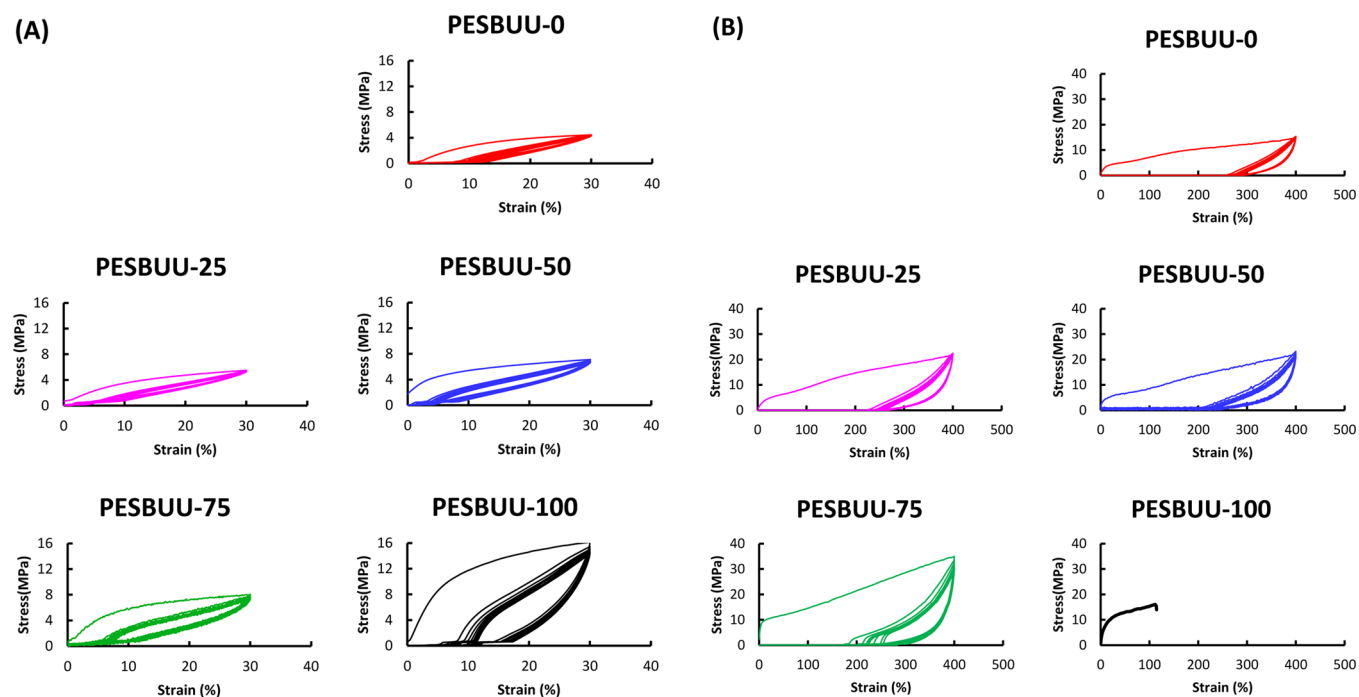 (A)
PESBUU-0
16
12
8
4
0
Stress (MPa)
0 10 20 30 40
Strain (%)
PESBUU-25
16
12
8
4
0
Stress (MPa)
0 10 20 30 40
Strain (%)
PESBUU-50
16
12
8
4
0
Stress (MPa)
0 10 20 30 40
Strain (%)
PESBUU-75
16
12
8
4
0
Stress(MPa)
0 10 20 30 40
Strain (%)
PESBUU-100
16
12
8
4
0
Stress(MPa)
0 10 20 30 40
Strain (%)
(B)
PESBUU-0
40
30
20
10
0
Stress (MPa)
0 100 200 300 400 500
Strain (%)
PESBUU-25
40
30
20
10
0
Stress(MPa)
0 100 200 300 400 500
Strain (%)
PESBUU-50
40
30
20
10
0
Stress(MPa)
0 100 200 300 400 500
Strain (%)
PESBUU-75
40
30
20
10
0
Stress(MPa)
0 100 200 300 400 500
Strain (%)
PESBUU-100
40
30
20
10
0
Stress(MPa)
0 100 200 300 400 500
Strain (%)